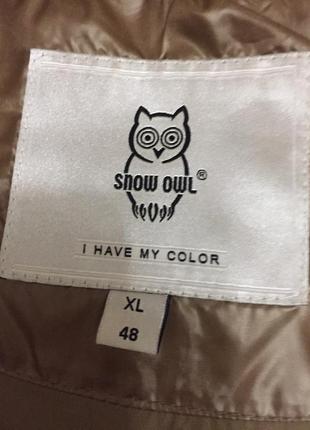 SNOW OWL®
I HAVE MY COLOR
XL
48